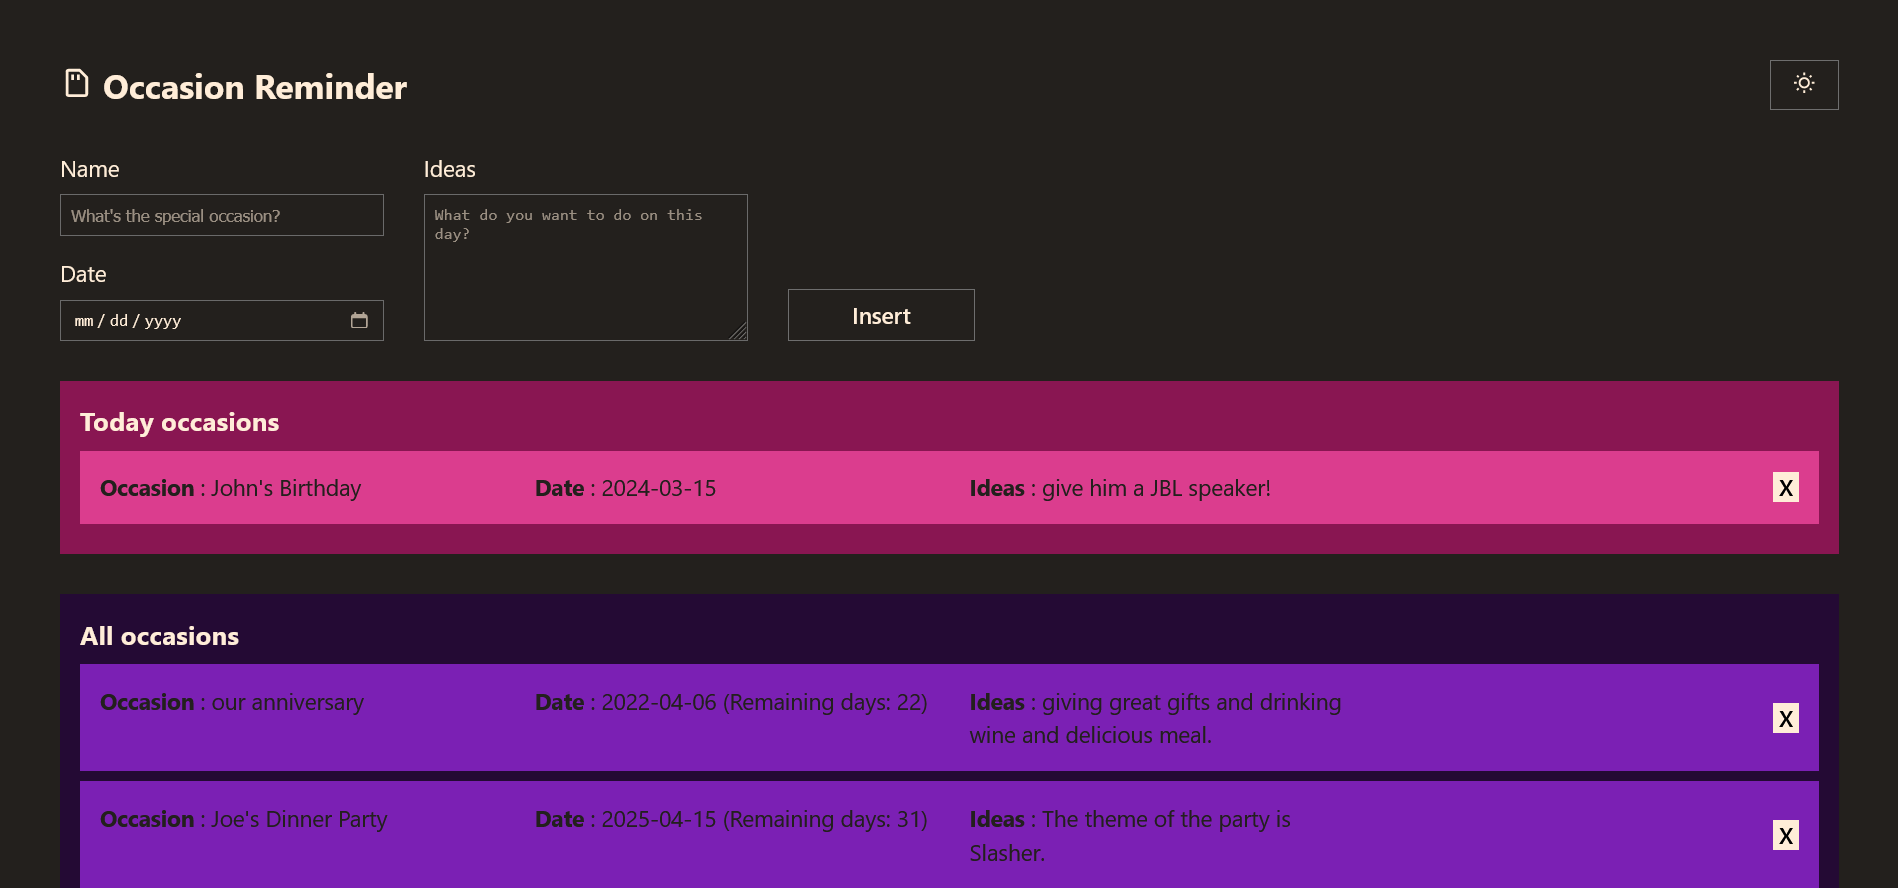 Occasion Reminder
Name
What's the special occasion?
Date
mm / dd / yyyy
Ideas
What do you want to do on this
day?
Insert
Today occasions
Occasion : John's Birthday Date : 2024-03-15 Ideas : give him a JBL speaker! X
All occasions
Occasion : our anniversary Date : 2022-04-06 (Remaining days: 22) Ideas : giving great gifts and drinking
wine and delicious meal. X
Occasion : Joe's Dinner Party Date : 2025-04-15 (Remaining days: 31) Ideas : The theme of the party is
Slasher. X